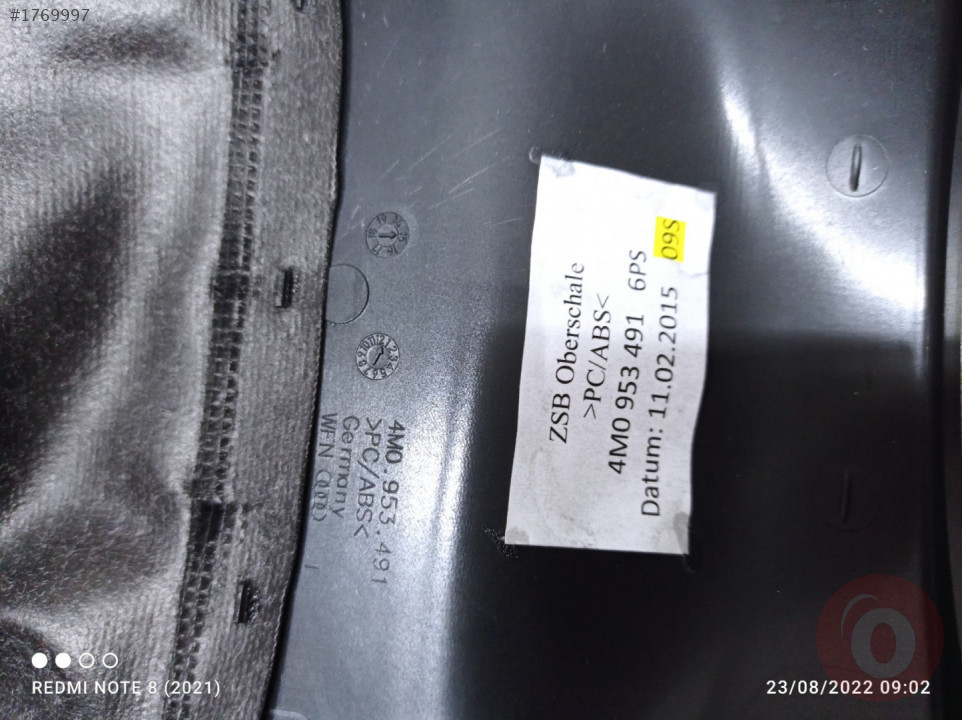 #1769997
ZSB Oberschale
>PC/ABS<
4M0 953 491 6PS
Datum: 11.02.2015 09S
4M0.953.491
>PC/ABS<
Germany
WFN
REDMI NOTE 8 (2021)
23/08/2022 09:02